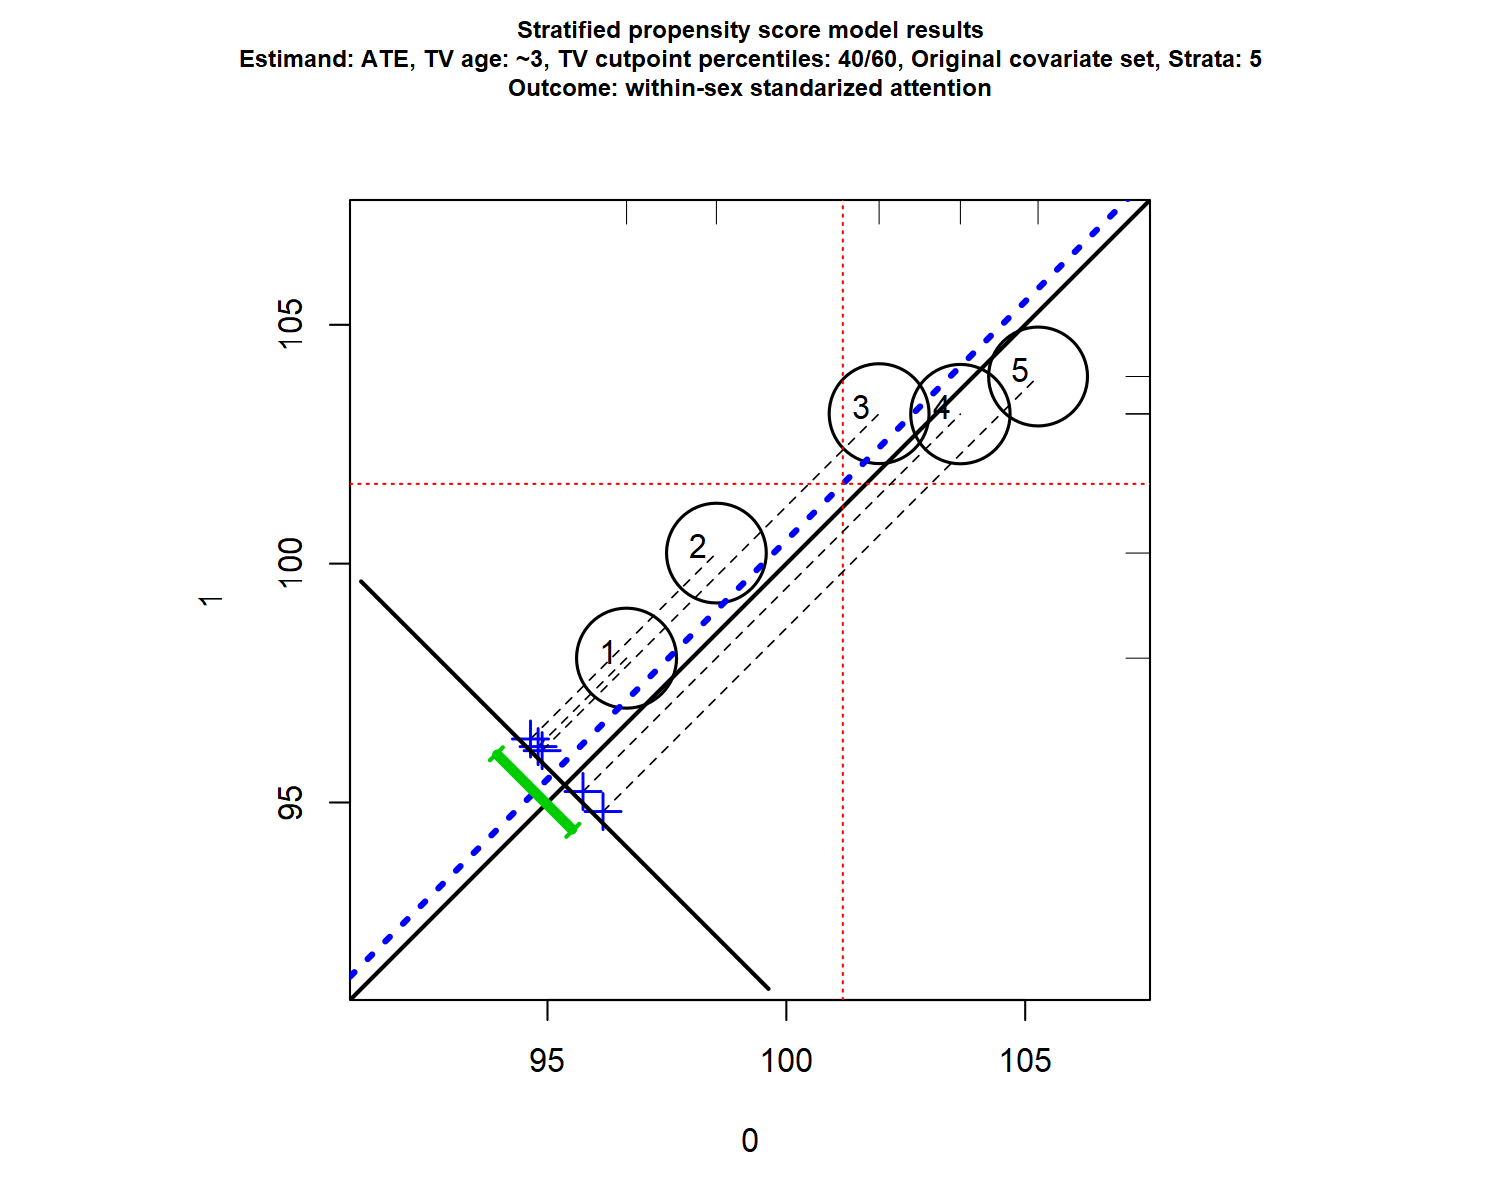 Stratified propensity score model results
Estimand: ATE, TV age: ~3, TV cutpoint percentiles: 40/60, Original covariate set, Strata: 5
Outcome: within-sex standarized attention
105
100
95
1
5
3
4
2
1
95 100 105
0